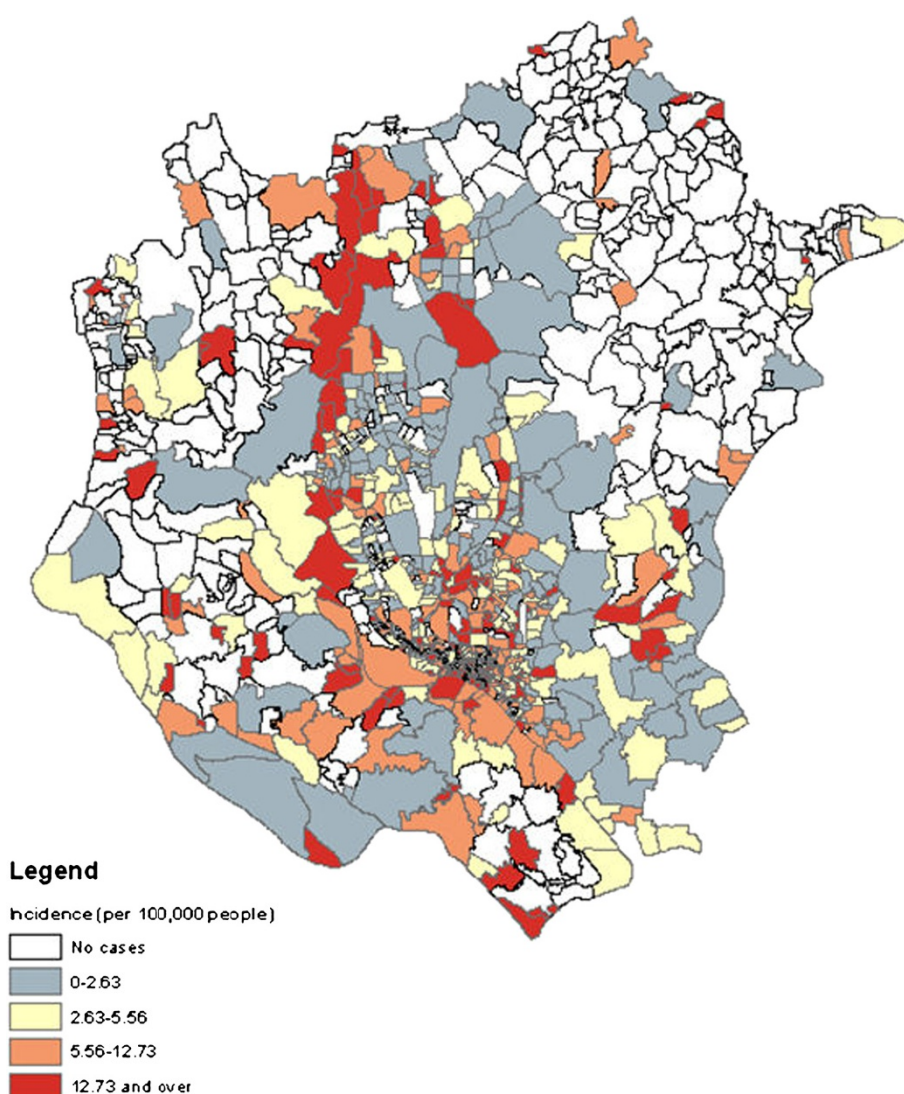 Legend
Incidence (per 100,000 people)
No cases
0-2.63
2.63-5.56
5.56-12.73
12.73 and over